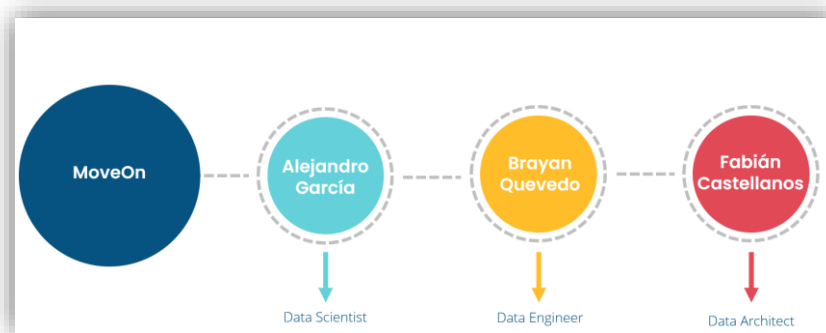 MoveOn
Alejandro
García
Brayan
Quevedo
Fabián
Castellanos
Data Scientist
Data Engineer
Data Architect